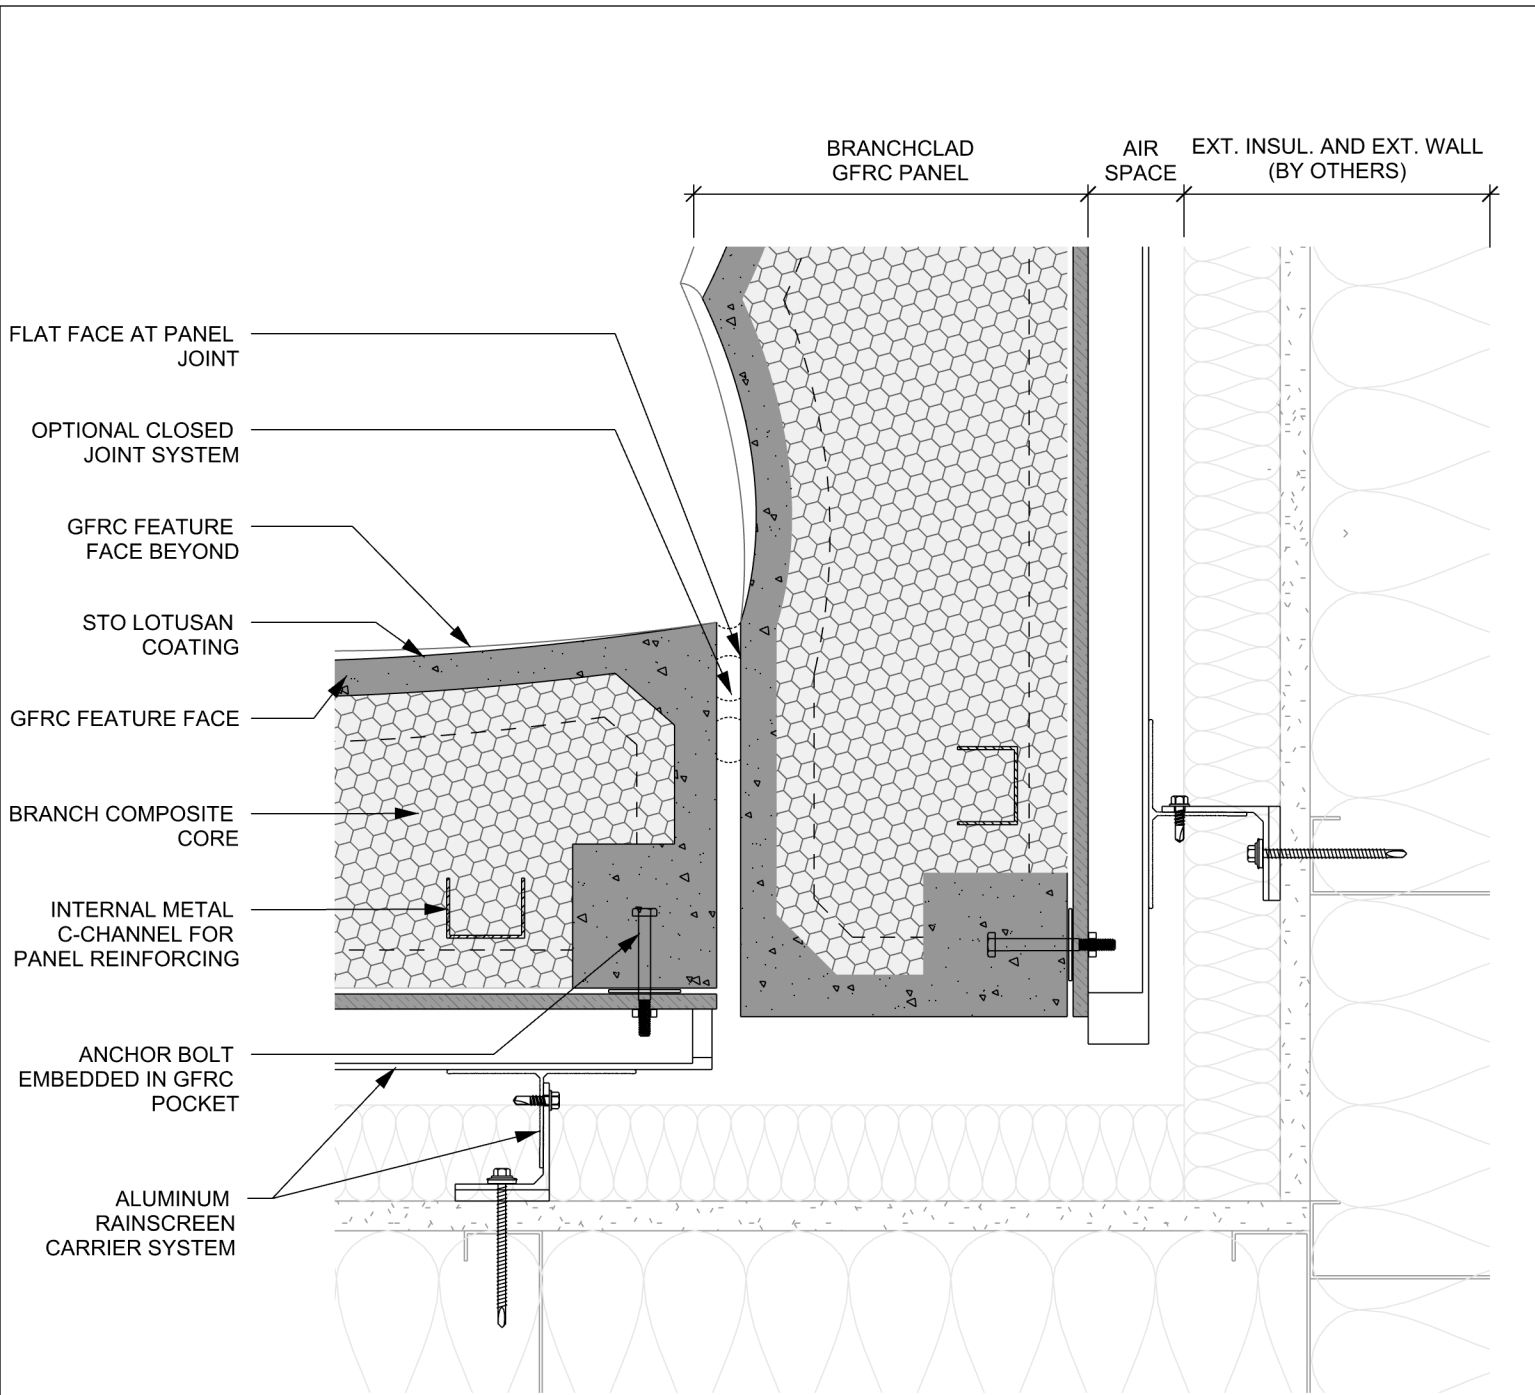 BRANCHCLAD
GFRC PANEL
AIR
SPACE
EXT. INSUL. AND EXT. WALL
(BY OTHERS)
FLAT FACE AT PANEL
JOINT
OPTIONAL CLOSED
JOINT SYSTEM
GFRC FEATURE
FACE BEYOND
STO LOTUSAN
COATING
GFRC FEATURE FACE
BRANCH COMPOSITE
CORE
INTERNAL METAL
C-CHANNEL FOR
PANEL REINFORCING
ANCHOR BOLT
EMBEDDED IN GFRC
POCKET
ALUMINUM
RAINSCREEN
CARRIER SYSTEM